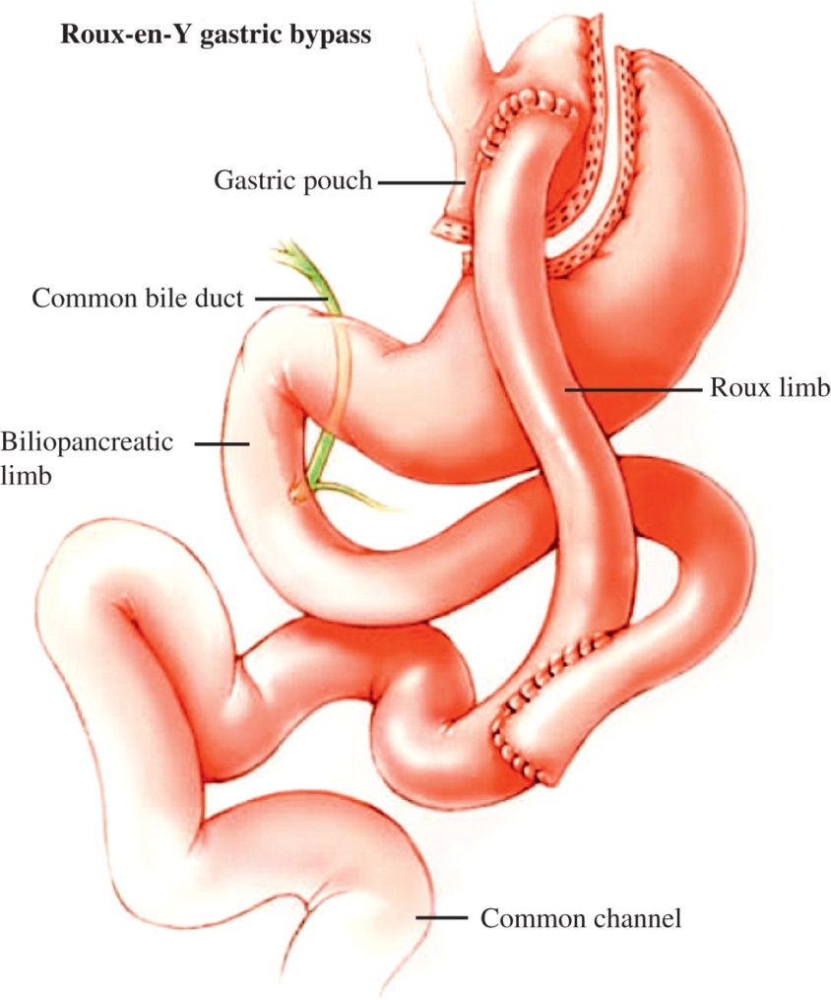 Roux-en-Y gastric bypass
Gastric pouch
Common bile duct
Roux limb
Biliopancreatic
limb
Common channel